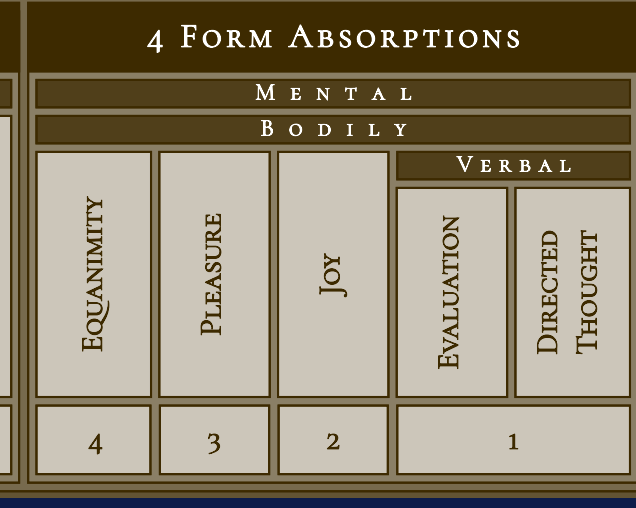 4 Form Absorptions
Mental
Bodily
Verbal
Equanimity
Pleasure
Joy
Evaluation
Directed
Thought
4
3
2
1